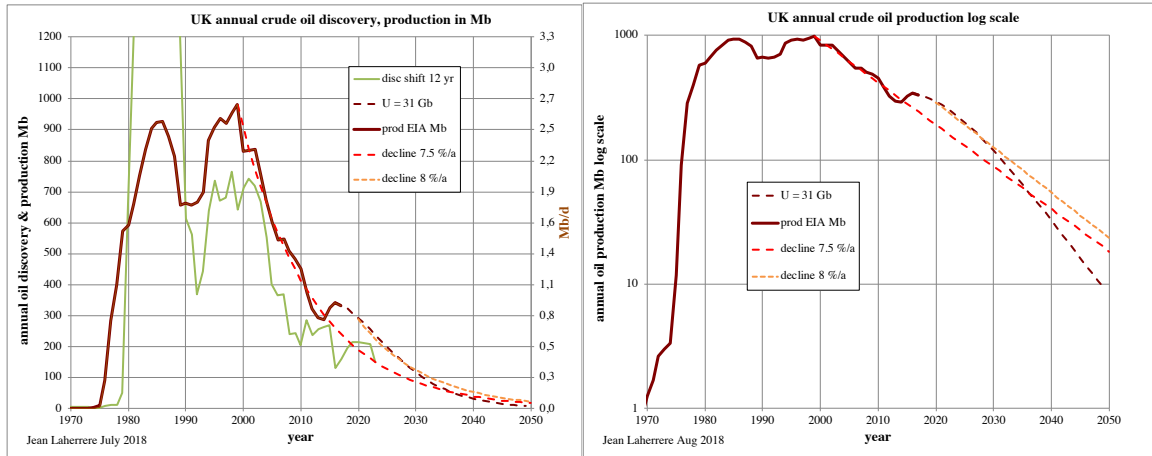 UK annual crude oil discovery, production in Mb
annual oil discovery & production Mb
1200
1100
1000
900
800
700
600
500
400
300
200
100
0
disc shift 12 yr
U = 31 Gb
prod EIA Mb
decline 7.5 %/a
decline 8 %/a
3,3
3,0
2,7
2,5
2,2
1,9
1,6
1,4
1,1
0,8
0,5
0,3
0,0
Mb/d
1970 1980 1990 2000 2010 2020 2030 2040 2050
year
Jean Laherrere July 2018
UK annual crude oil production log scale
annual oil production Mb log scale
1000
100
10
1
U = 31 Gb
prod EIA Mb
decline 7.5 %/a
decline 8 %/a
1970 1980 1990 2000 2010 2020 2030 2040 2050
year
Jean Laherrere Aug 2018